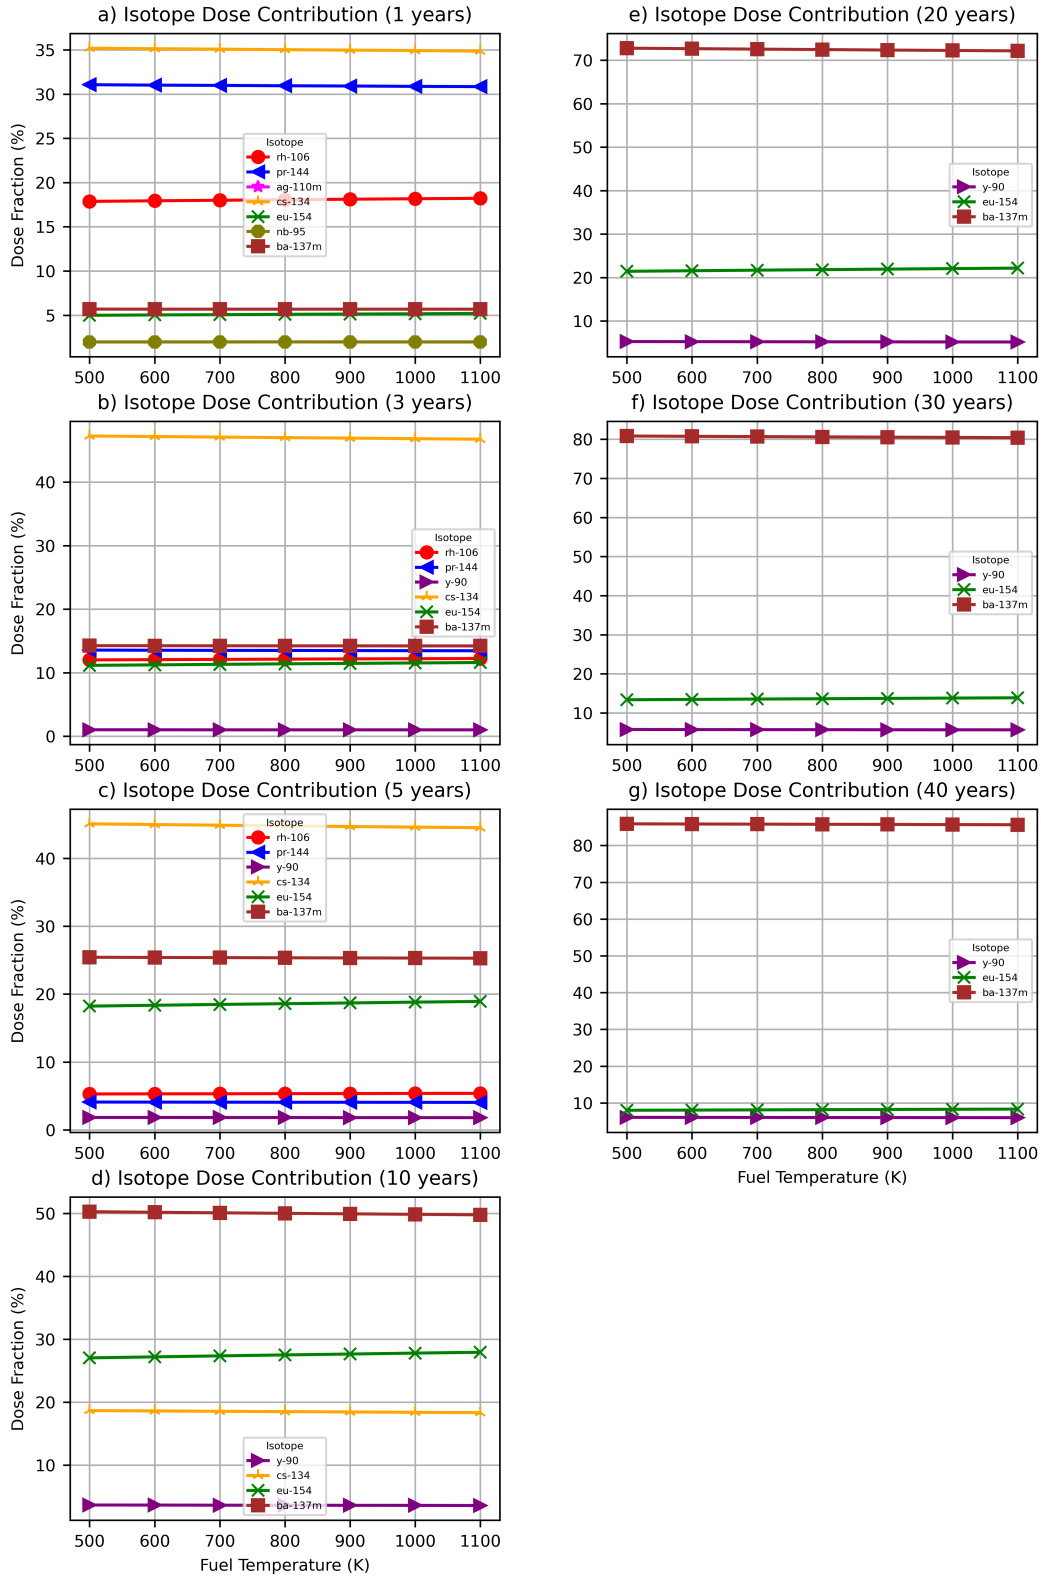 a) Isotope Dose Contribution (1 years)
Dose Fraction (%)
35
30
25
20
15
10
5
Isotope
rh-106
pr-144
ag-110m
cs-134
eu-154
nb-95
ba-137m
500 600 700 800 900 1000 1100
b) Isotope Dose Contribution (3 years)
Dose Fraction (%)
40
30
20
10
0
Isotope
rh-106
pr-144
y-90
cs-134
eu-154
ba-137m
500 600 700 800 900 1000 1100
c) Isotope Dose Contribution (5 years)
Dose Fraction (%)
40
30
20
10
0
Isotope
rh-106
pr-144
y-90
cs-134
eu-154
ba-137m
500 600 700 800 900 1000 1100
d) Isotope Dose Contribution (10 years)
Dose Fraction (%)
50
40
30
20
10
Isotope
y-90
cs-134
eu-154
ba-137m
500 600 700 800 900 1000 1100
Fuel Temperature (K)
e) Isotope Dose Contribution (20 years)
70
60
50
40
30
20
10
Isotope
y-90
eu-154
ba-137m
500 600 700 800 900 1000 1100
f) Isotope Dose Contribution (30 years)
80
70
60
50
40
30
20
10
Isotope
y-90
eu-154
ba-137m
500 600 700 800 900 1000 1100
g) Isotope Dose Contribution (40 years)
80
70
60
50
40
30
20
10
Isotope
y-90
eu-154
ba-137m
500 600 700 800 900 1000 1100
Fuel Temperature (K)